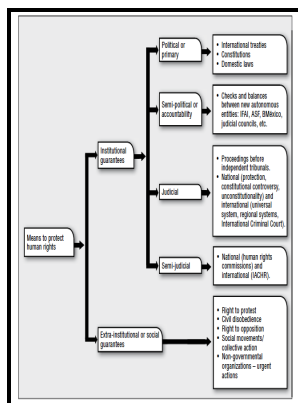 Means to protect
human rights
Institutional
guarantees
Extra-institutional or social
guarantees
Political or
primary
Semi-political or
accountability
Judicial
Semi-judicial
• International treaties
• Constitutions
• Domestic laws
• Checks and balances
between new autonomous
entities: IFAI, ASF, BMéxico,
judicial councils, etc.
• Proceedings before
independent tribunals.
• National (protection,
constitutional controversy,
unconstitutionality) and
international (universal
system, regional systems,
International Criminal Court).
• National (human rights
commissions) and
international (IACHR).
• Right to protest
• Civil disobedience
• Right to opposition
• Social movements/
collective action
• Non-governmental
organizations – urgent
actions